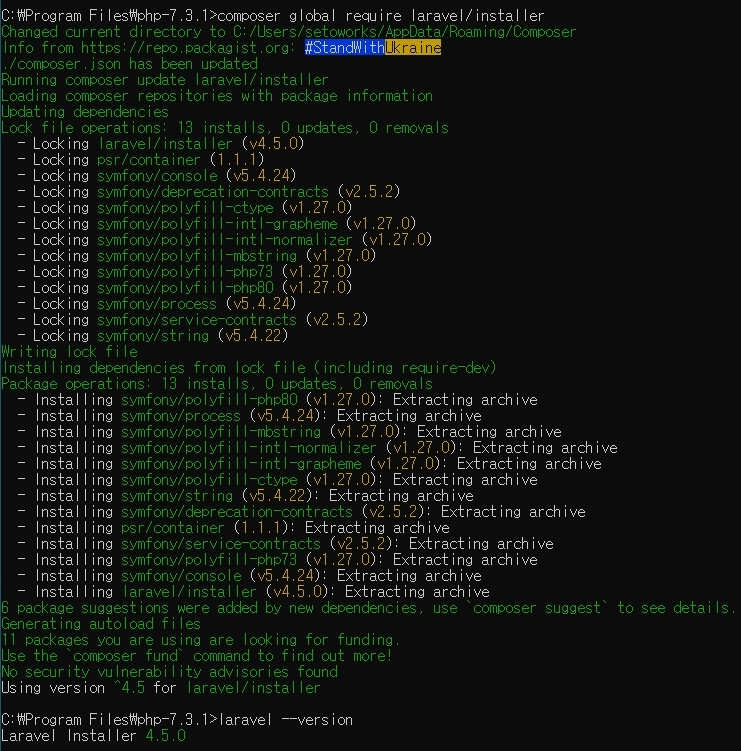 C:₩Program Files₩php-7.3.1>composer global require laravel/installer
Changed current directory to C:/Users/setoworks/AppData/Roaming/Composer
Info from https://repo.packagist.org: #StandWithUkraine
./composer.json has been updated
Running composer update laravel/installer
Loading composer repositories with package information
Updating dependencies
Lock file operations: 13 installs, 0 updates, 0 removals
  - Locking laravel/installer (v4.5.0)
  - Locking psr/container (1.1.1)
  - Locking symfony/console (v5.4.24)
  - Locking symfony/deprecation-contracts (v2.5.2)
  - Locking symfony/polyfill-ctype (v1.27.0)
  - Locking symfony/polyfill-intl-grapheme (v1.27.0)
  - Locking symfony/polyfill-intl-normalizer (v1.27.0)
  - Locking symfony/polyfill-mbstring (v1.27.0)
  - Locking symfony/polyfill-php73 (v1.27.0)
  - Locking symfony/polyfill-php80 (v1.27.0)
  - Locking symfony/process (v5.4.24)
  - Locking symfony/service-contracts (v2.5.2)
  - Locking symfony/string (v5.4.22)
Writing lock file
Installing dependencies from lock file (including require-dev)
Package operations: 13 installs, 0 updates, 0 removals
  - Installing symfony/polyfill-php80 (v1.27.0): Extracting archive
  - Installing symfony/process (v5.4.24): Extracting archive
  - Installing symfony/polyfill-mbstring (v1.27.0): Extracting archive
  - Installing symfony/polyfill-intl-normalizer (v1.27.0): Extracting archive
  - Installing symfony/polyfill-intl-grapheme (v1.27.0): Extracting archive
  - Installing symfony/polyfill-ctype (v1.27.0): Extracting archive
  - Installing symfony/string (v5.4.22): Extracting archive
  - Installing symfony/deprecation-contracts (v2.5.2): Extracting archive
  - Installing psr/container (1.1.1): Extracting archive
  - Installing symfony/service-contracts (v2.5.2): Extracting archive
  - Installing symfony/polyfill-php73 (v1.27.0): Extracting archive
  - Installing symfony/console (v5.4.24): Extracting archive
  - Installing laravel/installer (v4.5.0): Extracting archive
6 package suggestions were added by new dependencies, use `composer suggest` to see details.
Generating autoload files
11 packages you are using are looking for funding.
Use the `composer fund` command to find out more!
No security vulnerability advisories found
Using version ^4.5 for laravel/installer
C:₩Program Files₩php-7.3.1>laravel --version
Laravel Installer 4.5.0